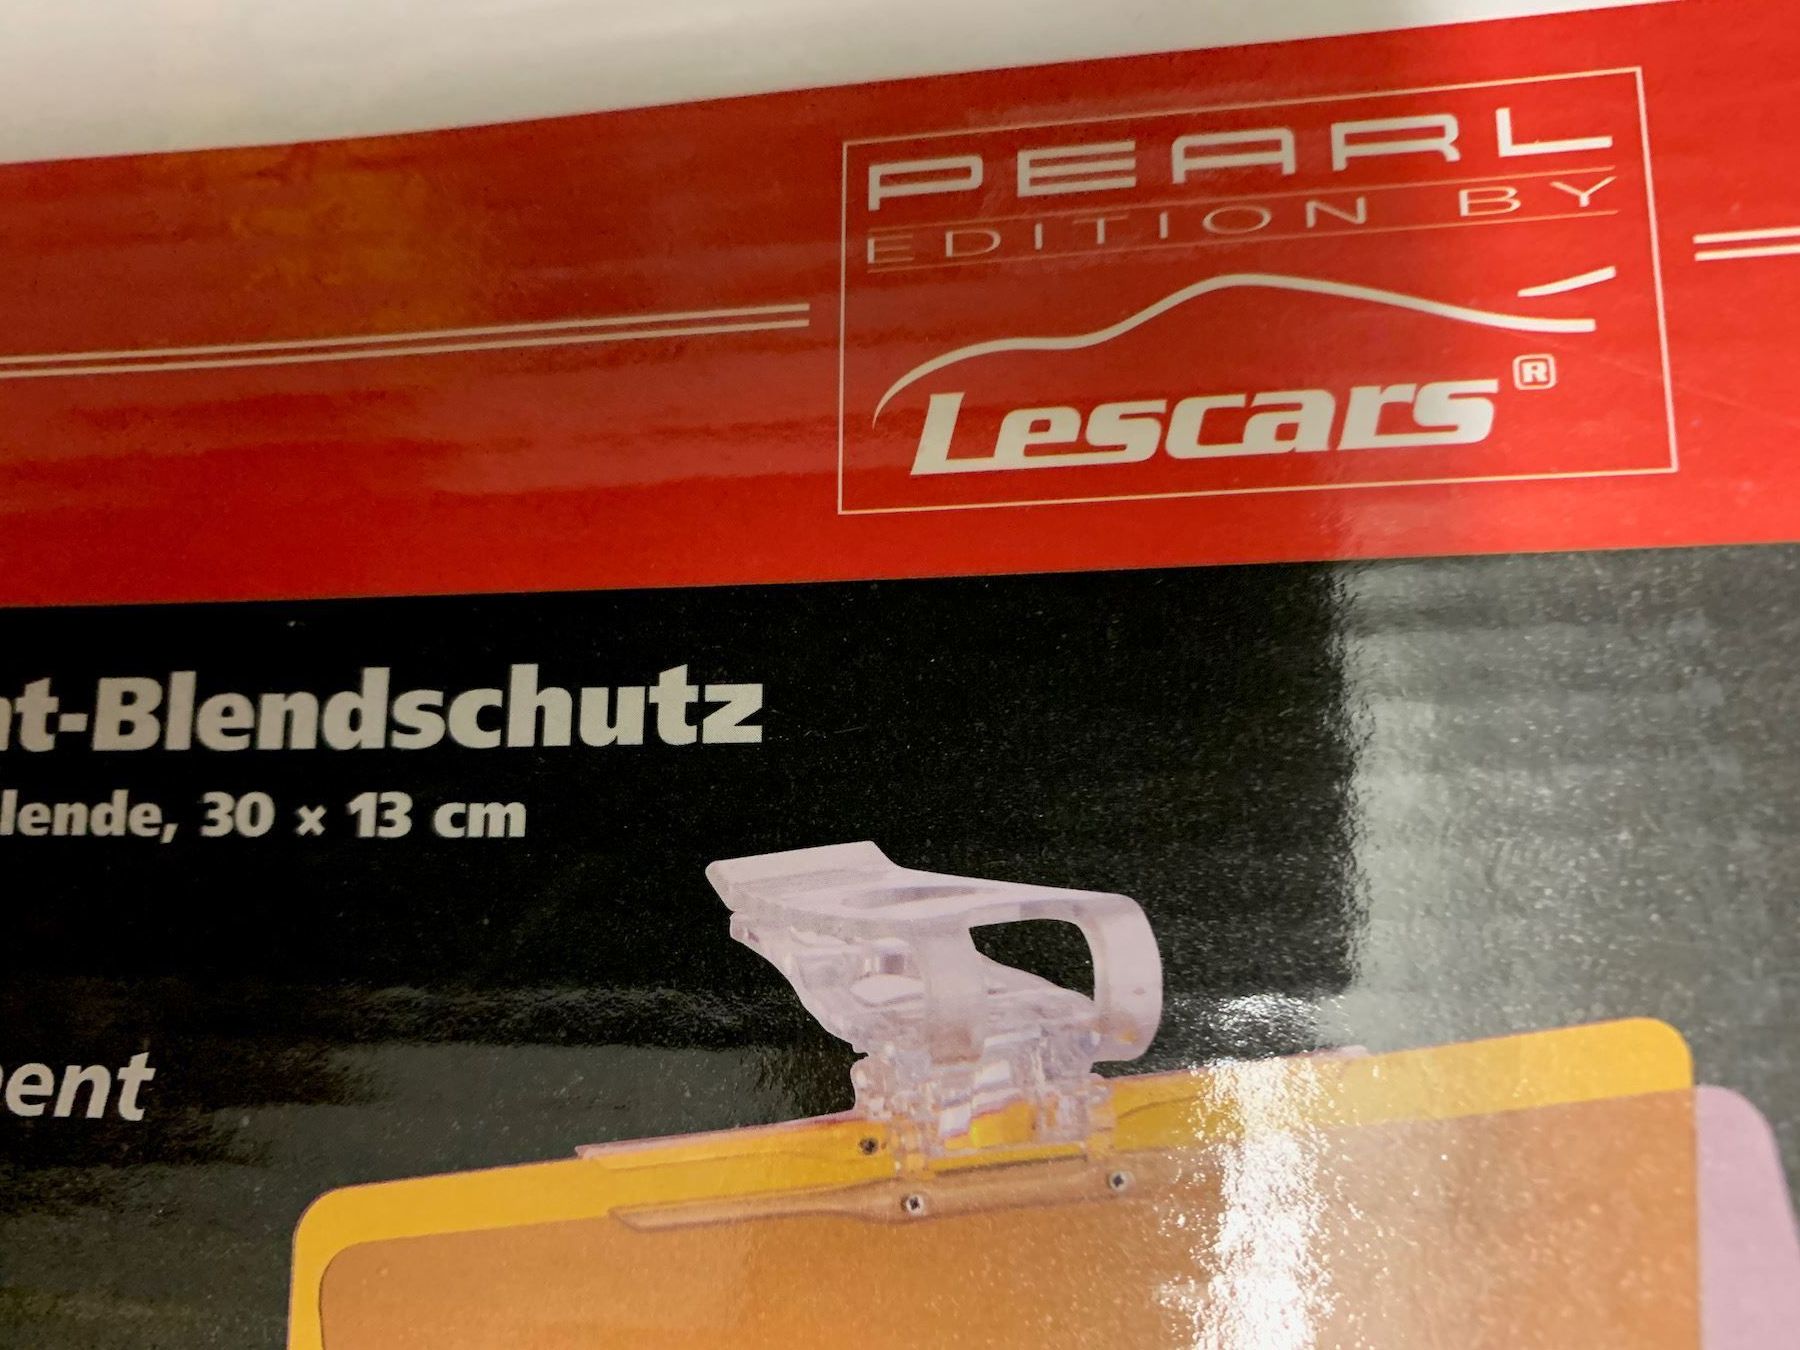 PEARL
EDITION BY
Lescars®
t-Blendschutz
lende, 30 × 13 cm
ent